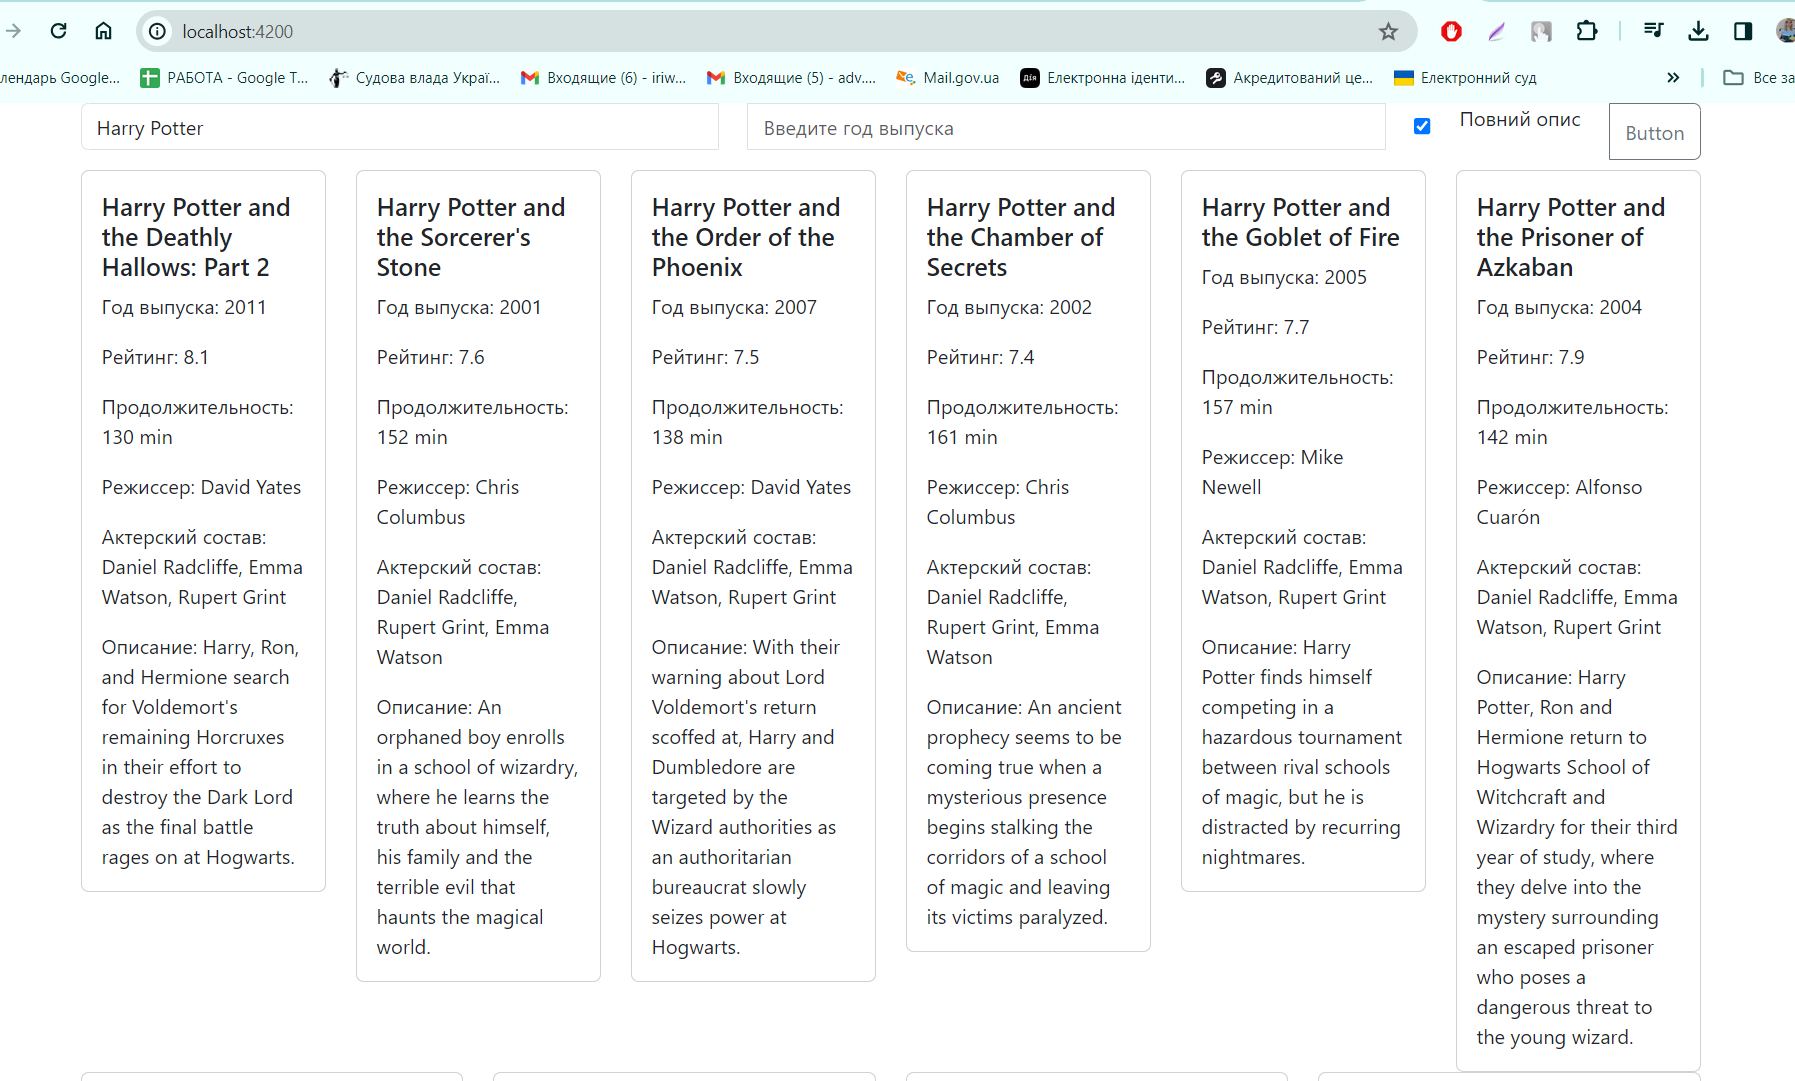 localhost:4200
лендарь Google...
РАБОТА - Google T...
Судова влада Украї...
Входящие (6) - iriw...
Входящие (5) - adv....
Mail.gov.ua
Дія
Електронна іденти...
Акредитований це...
Електронний суд
»
Все за
Harry Potter
Введите год выпуска
Повний опис
Button
Harry Potter and
the Deathly
Hallows: Part 2
Год выпуска: 2011
Рейтинг: 8.1
Продолжительность:
130 min
Режиссер: David Yates
Актерский состав:
Daniel Radcliffe, Emma
Watson, Rupert Grint
Описание: Harry, Ron,
and Hermione search
for Voldemort's
remaining Horcruxes
in their effort to
destroy the Dark Lord
as the final battle
rages on at Hogwarts.
Harry Potter and
the Sorcerer's
Stone
Год выпуска: 2001
Рейтинг: 7.6
Продолжительность:
152 min
Режиссер: Chris
Columbus
Актерский состав:
Daniel Radcliffe,
Rupert Grint, Emma
Watson
Описание: An
orphaned boy enrolls
in a school of wizardry,
where he learns the
truth about himself,
his family and the
terrible evil that
haunts the magical
world.
Harry Potter and
the Order of the
Phoenix
Год выпуска: 2007
Рейтинг: 7.5
Продолжительность:
138 min
Режиссер: David Yates
Актерский состав:
Daniel Radcliffe, Emma
Watson, Rupert Grint
Описание: With their
warning about Lord
Voldemort's return
scoffed at, Harry and
Dumbledore are
targeted by the
Wizard authorities as
an authoritarian
bureaucrat slowly
seizes power at
Hogwarts.
Harry Potter and
the Chamber of
Secrets
Год выпуска: 2002
Рейтинг: 7.4
Продолжительность:
161 min
Режиссер: Chris
Columbus
Актерский состав:
Daniel Radcliffe,
Rupert Grint, Emma
Watson
Описание: An ancient
prophecy seems to be
coming true when a
mysterious presence
begins stalking the
corridors of a school
of magic and leaving
its victims paralyzed.
Harry Potter and
the Goblet of Fire
Год выпуска: 2005
Рейтинг: 7.7
Продолжительность:
157 min
Режиссер: Mike
Newell
Актерский состав:
Daniel Radcliffe, Emma
Watson, Rupert Grint
Описание: Harry
Potter finds himself
competing in a
hazardous tournament
between rival schools
of magic, but he is
distracted by recurring
nightmares.
Harry Potter and
the Prisoner of
Azkaban
Год выпуска: 2004
Рейтинг: 7.9
Продолжительность:
142 min
Режиссер: Alfonso
Cuarón
Актерский состав:
Daniel Radcliffe, Emma
Watson, Rupert Grint
Описание: Harry
Potter, Ron and
Hermione return to
Hogwarts School of
Witchcraft and
Wizardry for their third
year of study, where
they delve into the
mystery surrounding
an escaped prisoner
who poses a
dangerous threat to
the young wizard.